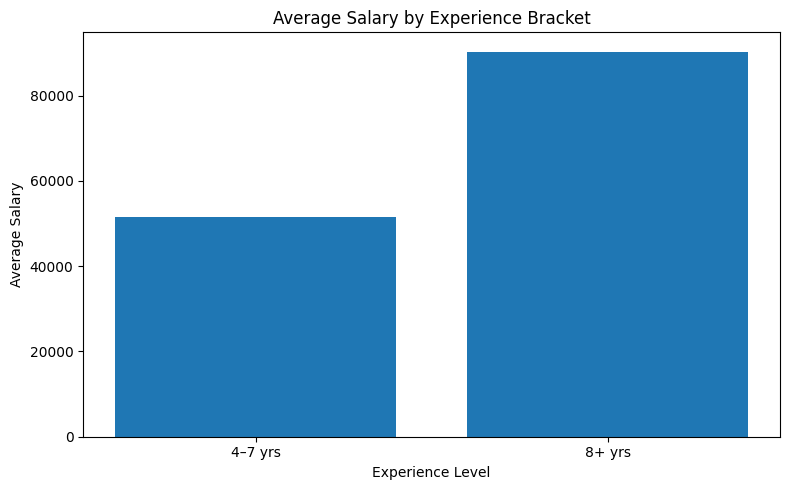 Average Salary by Experience Bracket
80000
60000
40000
20000
0
Average Salary
4–7 yrs
8+ yrs
Experience Level